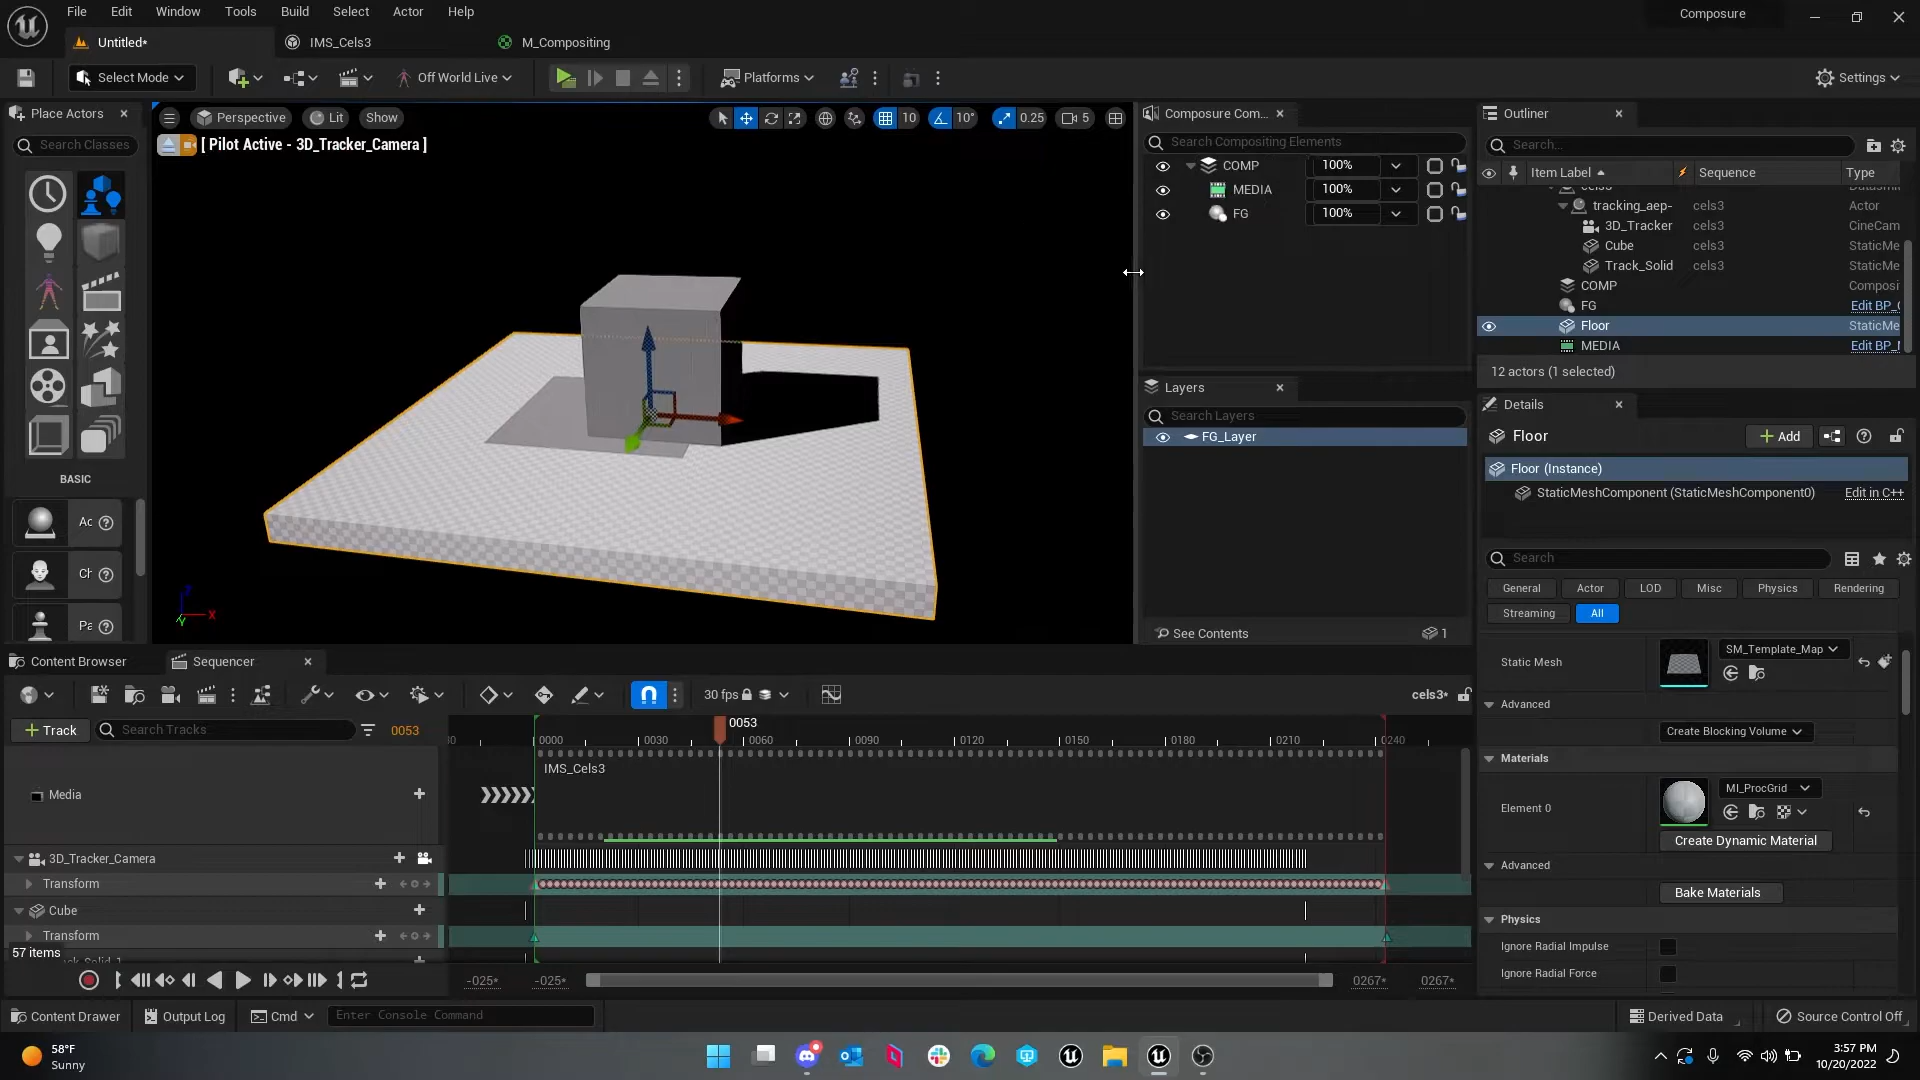 File Edit Window Tools Build Select Actor Help
Composure
Untitled*
IMS_Cels3
M_Compositing
Select Mode
Off World Live
Platforms
Settings
Place Actors
Search Classes
BASIC
Ac
Ch
Pa
Perspective
Lit
Show
10
10°
0.25
5
[ Pilot Active - 3D_Tracker_Camera ]
Z
X
Y
Composure Com...
Search Compositing Elements
COMP 100%
MEDIA 100%
FG 100%
Layers
Search Layers
FG_Layer
See Contents
1
Outliner
Search...
Item Label Sequence Type
cels3
tracking_aep- cels3 Actor
3D_Tracker cels3 CineCam
Cube cels3 StaticMe
Track_Solid cels3 StaticMe
COMP Composi
FG Edit BP_
Floor StaticMe
MEDIA
12 actors (1 selected)
Details
Floor
Add
Floor (Instance)
StaticMeshComponent (StaticMeshComponent0) Edit in C++
Search
General Actor LOD Misc Physics Rendering
Streaming All
Static Mesh
SM_Template_Map
Advanced
Create Blocking Volume
Materials
Element 0
MI_ProcGrid
Create Dynamic Material
Advanced
Bake Materials
Physics
Ignore Radial Impulse
Ignore Radial Force
Content Browser
Sequencer
30 fps
cels3*
Track
Search Tracks
0053
0053
0000 0030 0060 0090 0120 0150 0180 0210 0240
IMS_Cels3
Media
3D_Tracker_Camera
Transform
Cube
Transform
57 items
-025* -025* 0267* 0267*
Content Drawer
Output Log
Cmd
Enter Console Command
Derived Data
Source Control Off
58°F
Sunny
3:57 PM
10/20/2022